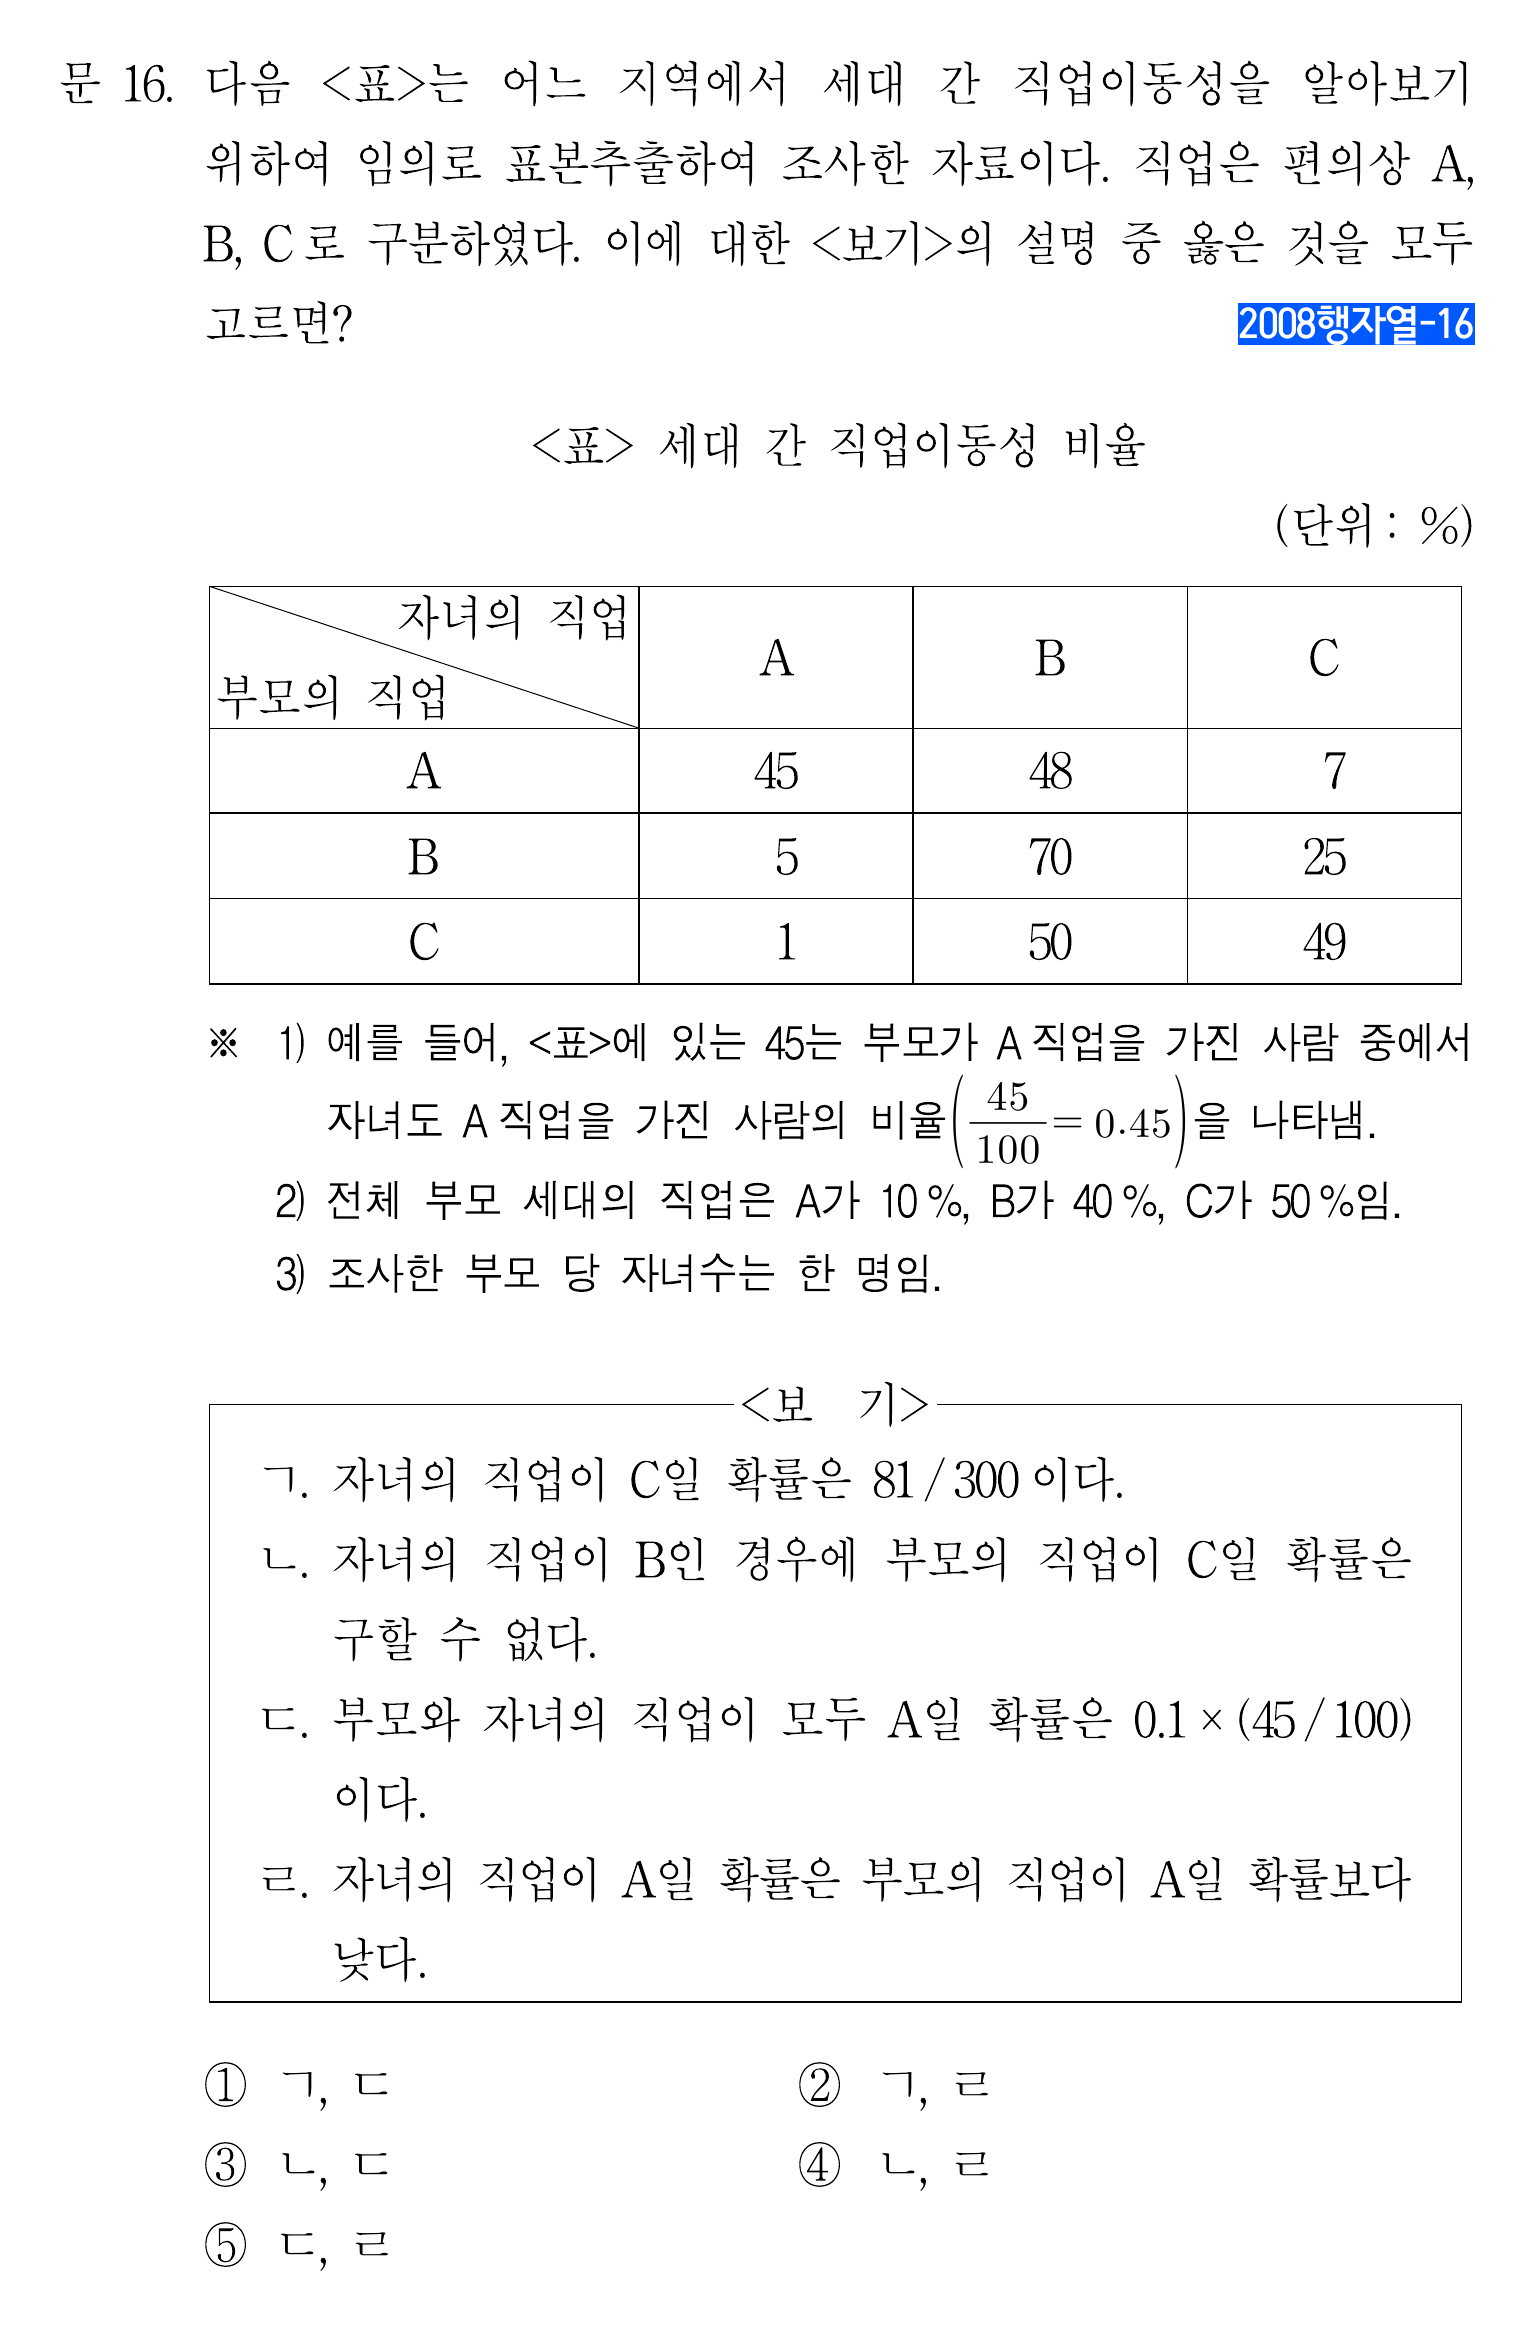 문 16. 다음 <표>는 어느 지역에서 세대 간 직업이동성을 알아보기
위하여 임의로 표본추출하여 조사한 자료이다. 직업은 편의상 A,
B, C로 구분하였다. 이에 대한 <보기>의 설명 중 옳은 것을 모두
고르면? 2008행자열-16
<표> 세대 간 직업이동성 비율
(단위 : %)
자녀의 직업
부모의 직업
A B C
A 45 48 7
B 5 70 25
C 1 50 49
※ 1) 예를 들어, <표>에 있는 45는 부모가 A직업을 가진 사람 중에서
자녀도 A직업을 가진 사람의 비율(45/100 = 0.45)을 나타냄.
2) 전체 부모 세대의 직업은 A가 10%, B가 40%, C가 50%임.
3) 조사한 부모 당 자녀수는 한 명임.
<보 기>
ㄱ. 자녀의 직업이 C일 확률은 81/300이다.
ㄴ. 자녀의 직업이 B인 경우에 부모의 직업이 C일 확률은
구할 수 없다.
ㄷ. 부모와 자녀의 직업이 모두 A일 확률은 0.1×(45/100)
이다.
ㄹ. 자녀의 직업이 A일 확률은 부모의 직업이 A일 확률보다
낮다.
① ㄱ, ㄷ ② ㄱ, ㄹ
③ ㄴ, ㄷ ④ ㄴ, ㄹ
⑤ ㄷ, ㄹ